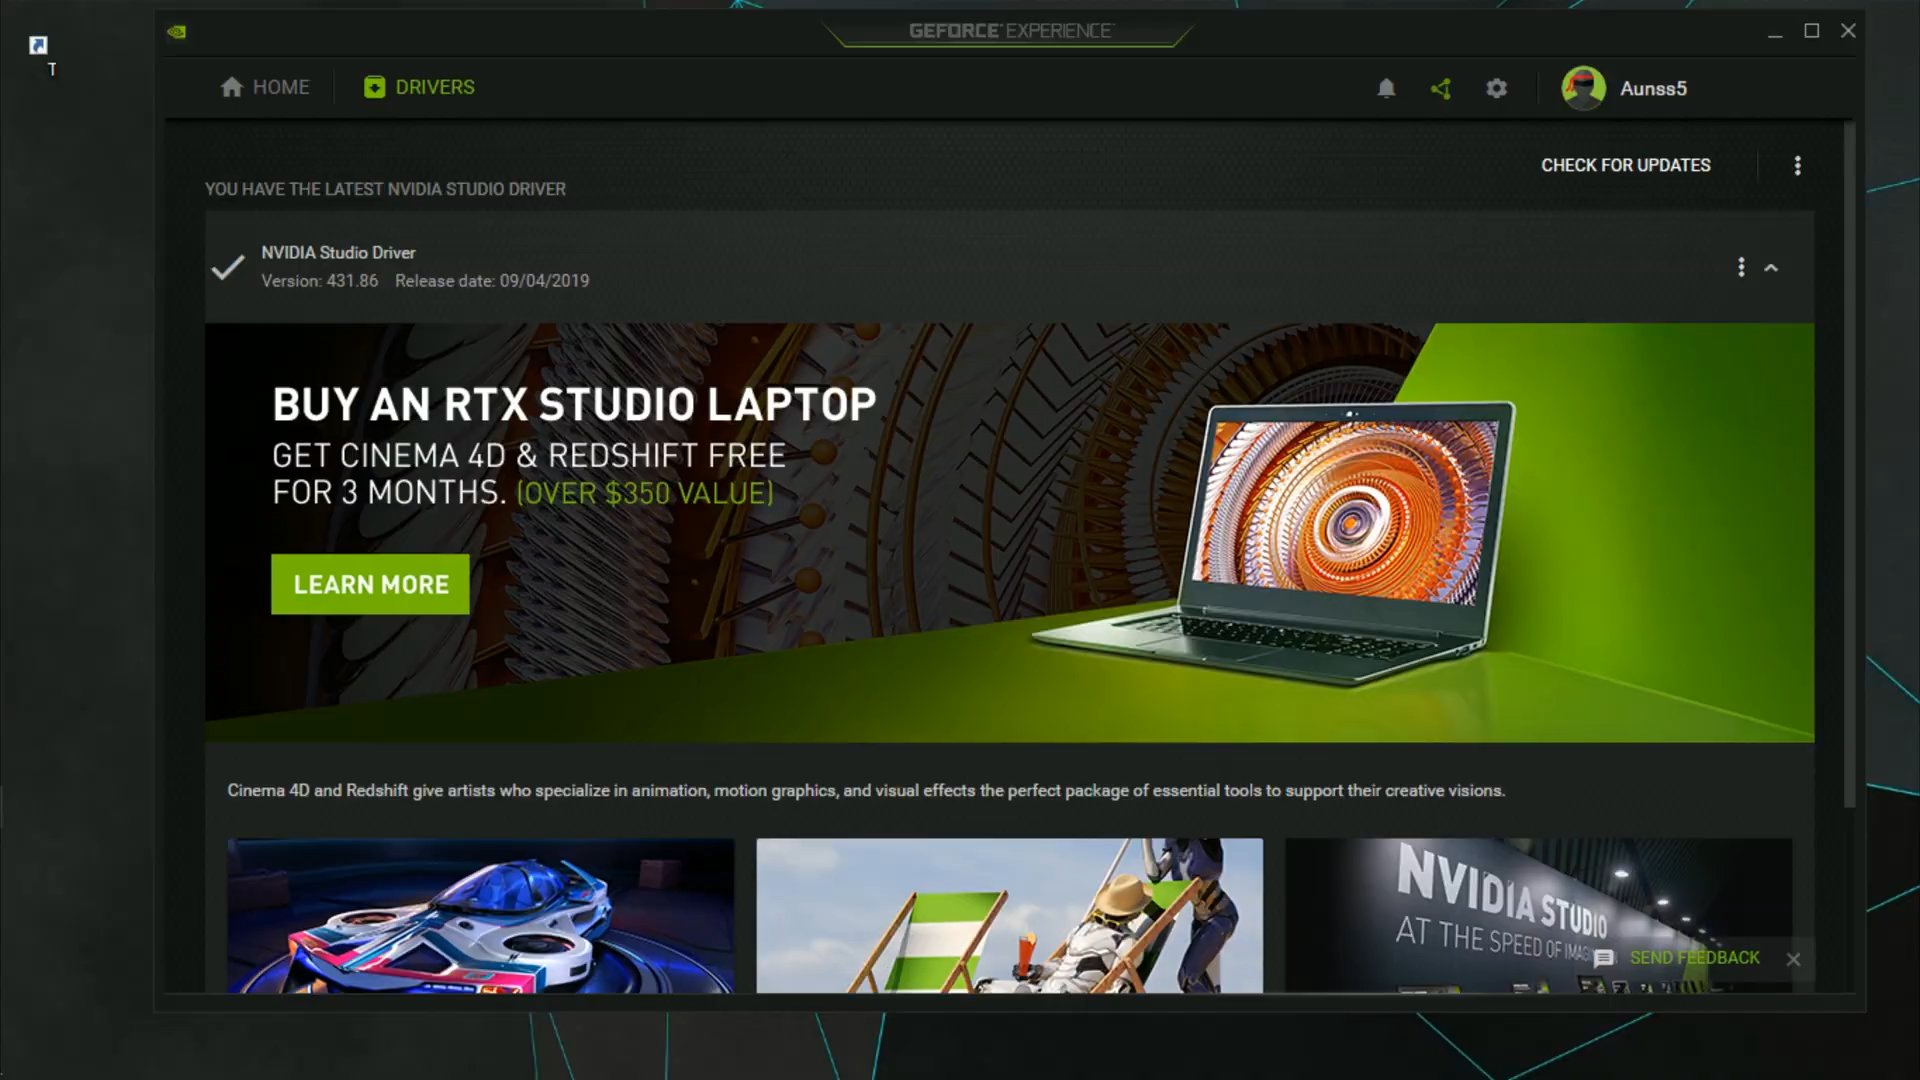 T
GEFORCE EXPERIENCE
HOME
DRIVERS
Aunss5
CHECK FOR UPDATES
YOU HAVE THE LATEST NVIDIA STUDIO DRIVER
NVIDIA Studio Driver
Version: 431.86 Release date: 09/04/2019
BUY AN RTX STUDIO LAPTOP
GET CINEMA 4D & REDSHIFT FREE
FOR 3 MONTHS. (OVER $350 VALUE)
LEARN MORE
Cinema 4D and Redshift give artists who specialize in animation, motion graphics, and visual effects the perfect package of essential tools to support their creative visions.
NVIDIA STUDIO
AT THE SPEED OF
SEND FEEDBACK